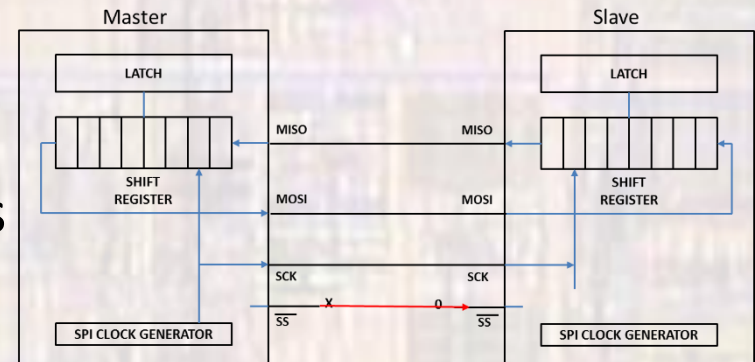 Master
Slave
LATCH
LATCH
MISO
MISO
SHIFT
REGISTER
SHIFT
REGISTER
MOSI
MOSI
S
SCK
SCK
X
0
SS
SS
SPI CLOCK GENERATOR
SPI CLOCK GENERATOR